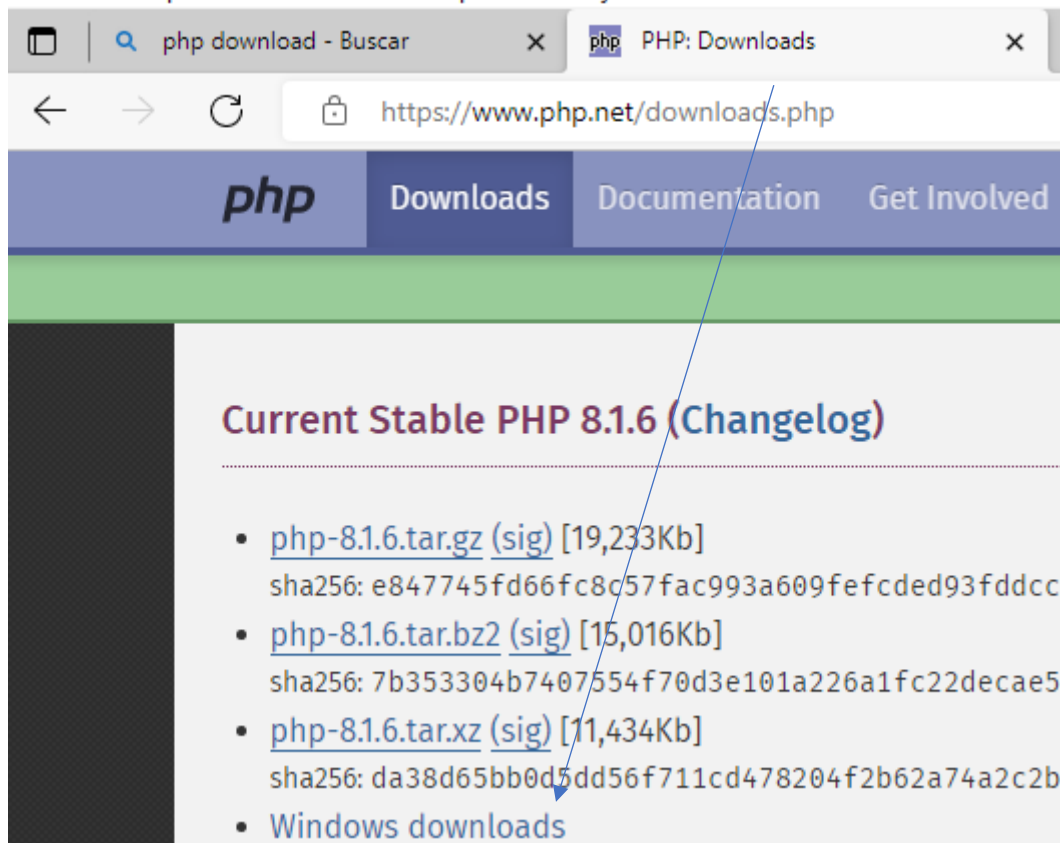 php download - Buscar
php PHP: Downloads
https://www.php.net/downloads.php
php Downloads Documentation Get Involved
Current Stable PHP 8.1.6 (Changelog)
php-8.1.6.tar.gz (sig) [19,233Kb]
sha256: e847745fd66fc8c57fac993a609fefcded93fddcc
php-8.1.6.tar.bz2 (sig) [15,016Kb]
sha256: 7b353304b7407554f70d3e101a226a1fc22decae5
php-8.1.6.tar.xz (sig) [11,434Kb]
sha256: da38d65bb0d5dd56f711cd478204f2b62a74a2c2b
Windows downloads